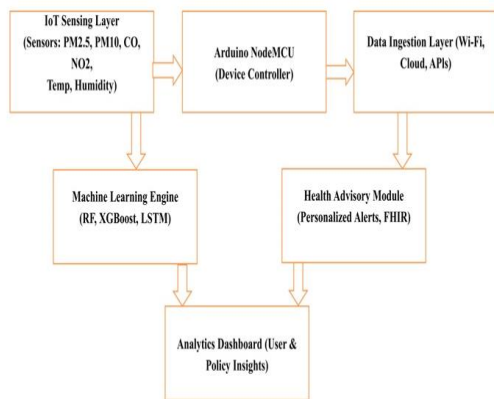 IoT Sensing Layer
(Sensors: PM2.5, PM10, CO,
NO2,
Temp, Humidity)
Arduino NodeMCU
(Device Controller)
Data Ingestion Layer (Wi-Fi,
Cloud, APIs)
Machine Learning Engine
(RF, XGBoost, LSTM)
Health Advisory Module
(Personalized Alerts, FHIR)
Analytics Dashboard (User &
Policy Insights)